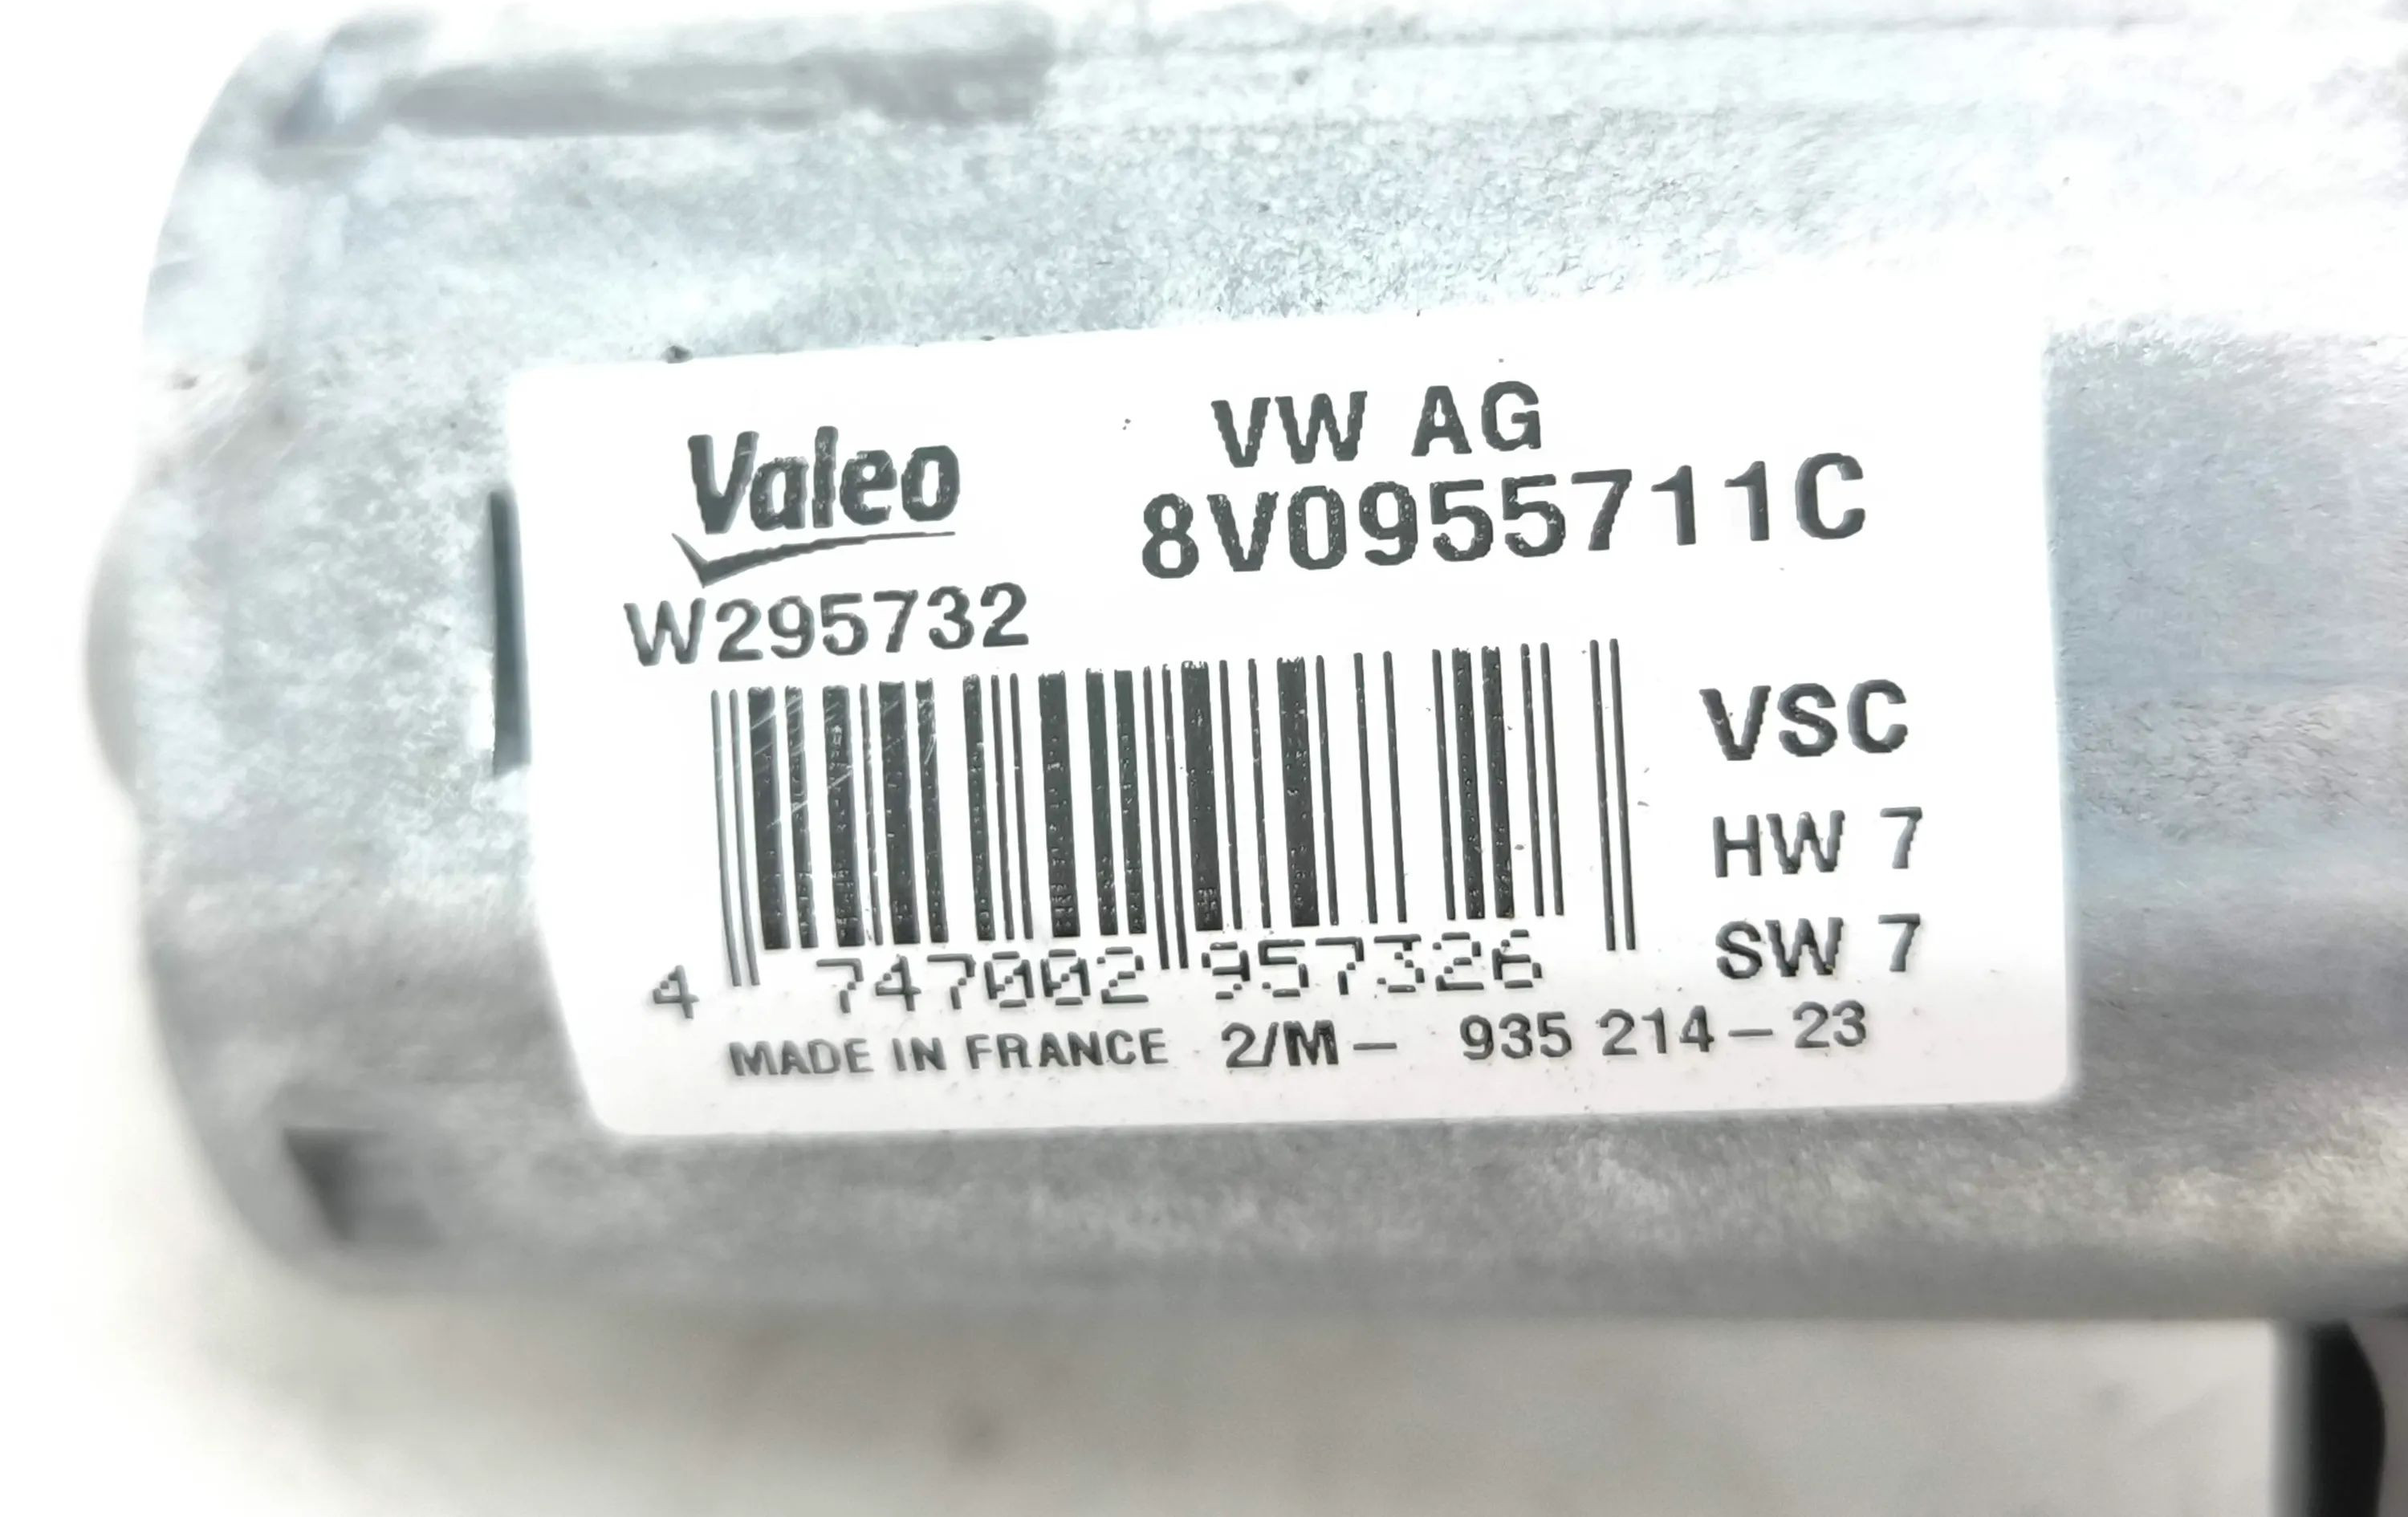 Valeo
VW AG
8V0955711C
W295732
VSC
HW 7
SW 7
4 747002 957326
MADE IN FRANCE 2/M- 935 214-23